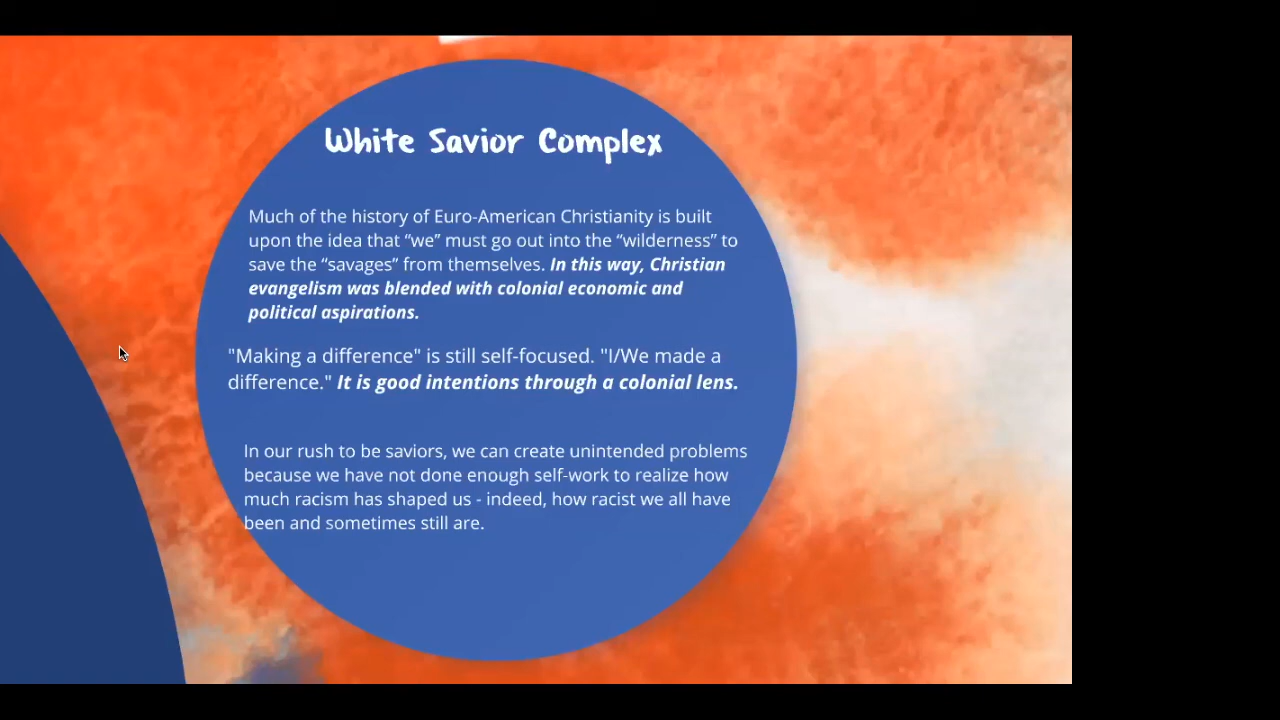 White Savior Complex
Much of the history of Euro-American Christianity is built
upon the idea that “we” must go out into the “wilderness” to
save the “savages” from themselves. In this way, Christian
evangelism was blended with colonial economic and
political aspirations.
"Making a difference" is still self-focused. "I/We made a
difference." It is good intentions through a colonial lens.
In our rush to be saviors, we can create unintended problems
because we have not done enough self-work to realize how
much racism has shaped us - indeed, how racist we all have
been and sometimes still are.